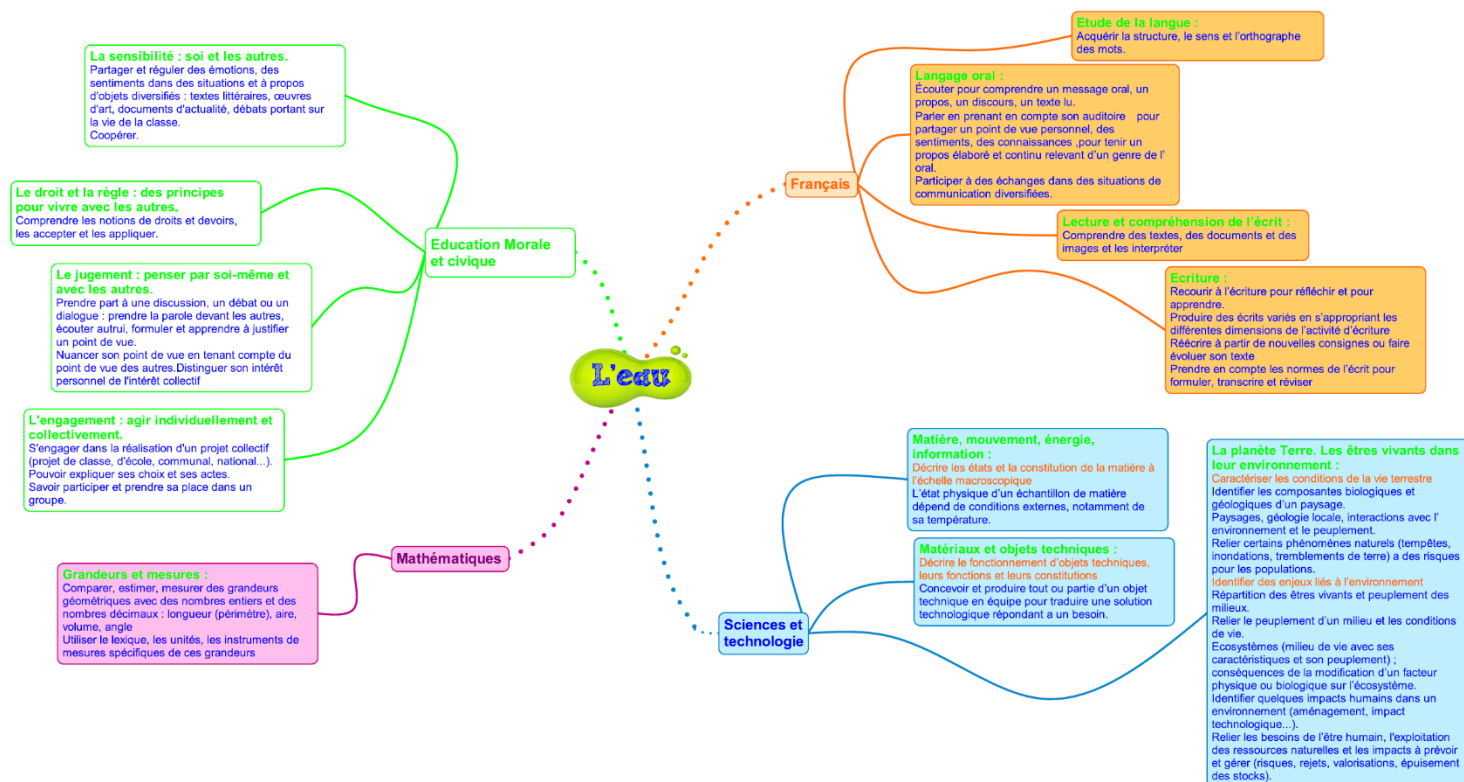 L'eau
Français
Etude de la langue :
Acquérir la structure, le sens et l'orthographe
des mots.
Langage oral :
Écouter pour comprendre un message oral, un
propos, un discours, un texte lu.
Parler en prenant en compte son auditoire pour
partager un point de vue personnel, des
sentiments, des connaissances ,pour tenir un
propos élaboré et continu relevant d'un genre de l'
oral.
Participer à des échanges dans des situations de
communication diversifiées.
Lecture et compréhension de l'écrit :
Comprendre des textes, des documents et des
images et les interpréter
Ecriture :
Recourir à l'écriture pour réfléchir et pour
apprendre.
Produire des écrits variés en s'appropriant les
différentes dimensions de l'activité d'écriture
Réécrire à partir de nouvelles consignes ou faire
évoluer son texte
Prendre en compte les normes de l'écrit pour
formuler, transcrire et réviser
Sciences et
technologie
Matière, mouvement, énergie,
information :
Décrire les états et la constitution de la matière à
l'échelle macroscopique
L'état physique d'un échantillon de matière
dépend de conditions externes, notamment de
sa température.
Matériaux et objets techniques :
Décrire le fonctionnement d'objets techniques,
leurs fonctions et leurs constitutions
Concevoir et produire tout ou partie d'un objet
technique en équipe pour traduire une solution
technologique répondant a un besoin.
La planète Terre. Les êtres vivants dans
leur environnement :
Caractériser les conditions de la vie terrestre
Identifier les composantes biologiques et
géologiques d'un paysage.
Paysages, géologie locale, interactions avec l'
environnement et le peuplement.
Relier certains phénomènes naturels (tempêtes,
inondations, tremblements de terre) a des risques
pour les populations.
Identifier des enjeux liés à l'environnement
Répartition des êtres vivants et peuplement des
milieux.
Relier le peuplement d'un milieu et les conditions
de vie.
Ecosystèmes (milieu de vie avec ses
caractéristiques et son peuplement) ;
conséquences de la modification d'un facteur
physique ou biologique sur l'écosystème.
Identifier quelques impacts humains dans un
environnement (aménagement, impact
technologique...).
Relier les besoins de l'être humain, l'exploitation
des ressources naturelles et les impacts à prévoir
et gérer (risques, rejets, valorisations, épuisement
des stocks).
Mathématiques
Grandeurs et mesures :
Comparer, estimer, mesurer des grandeurs
géométriques avec des nombres entiers et des
nombres décimaux : longueur (périmètre), aire,
volume, angle
Utiliser le lexique, les unités, les instruments de
mesures spécifiques de ces grandeurs
Education Morale
et civique
La sensibilité : soi et les autres.
Partager et réguler des émotions, des
sentiments dans des situations et à propos
d'objets diversifiés : textes littéraires, œuvres
d'art, documents d'actualité, débats portant sur
la vie de la classe.
Coopérer.
Le droit et la règle : des principes
pour vivre avec les autres.
Comprendre les notions de droits et devoirs,
les accepter et les appliquer.
Le jugement : penser par soi-même et
avec les autres.
Prendre part à une discussion, un débat ou un
dialogue : prendre la parole devant les autres,
écouter autrui, formuler et apprendre à justifier
un point de vue.
Nuancer son point de vue en tenant compte du
point de vue des autres.Distinguer son intérêt
personnel de l'intérêt collectif
L'engagement : agir individuellement et
collectivement.
S'engager dans la réalisation d'un projet collectif
(projet de classe, d'école, communal, national...).
Pouvoir expliquer ses choix et ses actes.
Savoir participer et prendre sa place dans un
groupe.